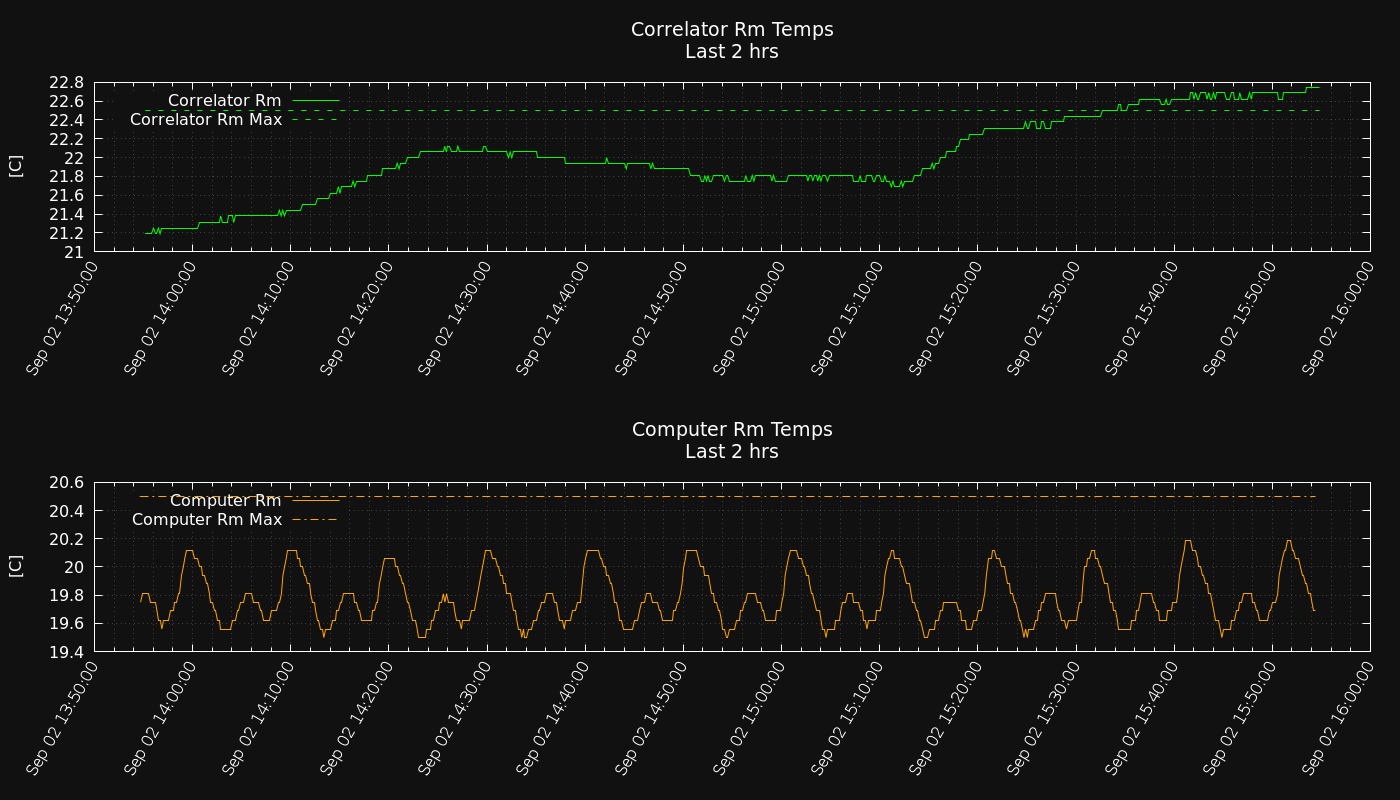 Correlator Rm Temps
Last 2 hrs
22.8
22.6
22.4
22.2
22
21.8
21.6
21.4
21.2
21
[C]
Correlator Rm
Correlator Rm Max
Sep 02 13:50:00
Sep 02 14:00:00
Sep 02 14:10:00
Sep 02 14:20:00
Sep 02 14:30:00
Sep 02 14:40:00
Sep 02 14:50:00
Sep 02 15:00:00
Sep 02 15:10:00
Sep 02 15:20:00
Sep 02 15:30:00
Sep 02 15:40:00
Sep 02 15:50:00
Sep 02 16:00:00
Computer Rm Temps
Last 2 hrs
20.6
20.4
20.2
20
19.8
19.6
19.4
[C]
Computer Rm
Computer Rm Max
Sep 02 13:50:00
Sep 02 14:00:00
Sep 02 14:10:00
Sep 02 14:20:00
Sep 02 14:30:00
Sep 02 14:40:00
Sep 02 14:50:00
Sep 02 15:00:00
Sep 02 15:10:00
Sep 02 15:20:00
Sep 02 15:30:00
Sep 02 15:40:00
Sep 02 15:50:00
Sep 02 16:00:00